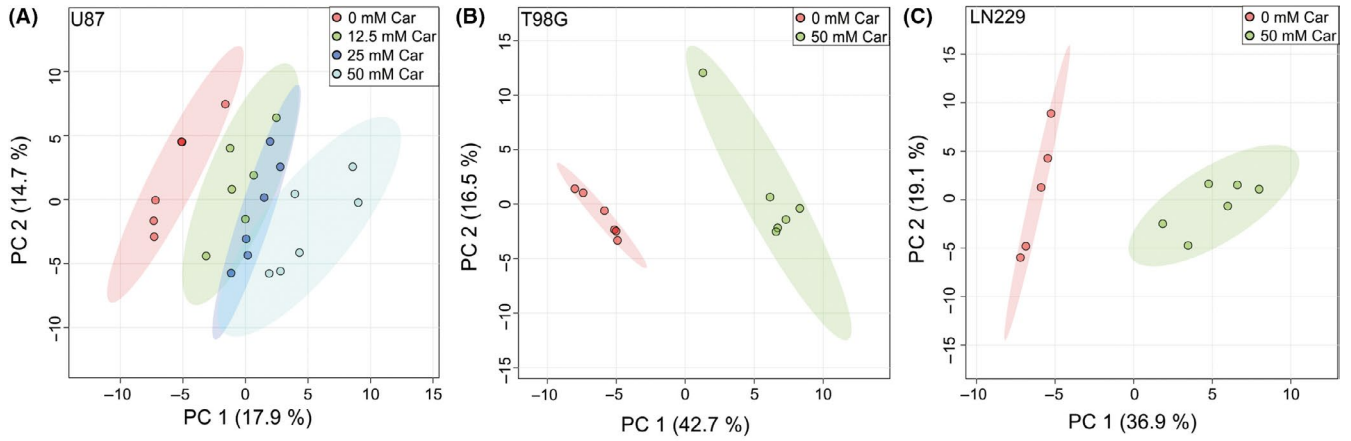 (A)
U87
0 mM Car
12.5 mM Car
25 mM Car
50 mM Car
10
5
0
−5
−10
PC 2 (14.7 %)
−10 −5 0 5 10 15
PC 1 (17.9 %)
(B)
T98G
0 mM Car
50 mM Car
15
10
5
0
−5
−10
−15
PC 2 (16.5 %)
−10 −5 0 5 10
PC 1 (42.7 %)
(C)
LN229
0 mM Car
50 mM Car
15
10
5
0
−5
−10
−15
PC 2 (19.1 %)
−10 −5 0 5 10
PC 1 (36.9 %)